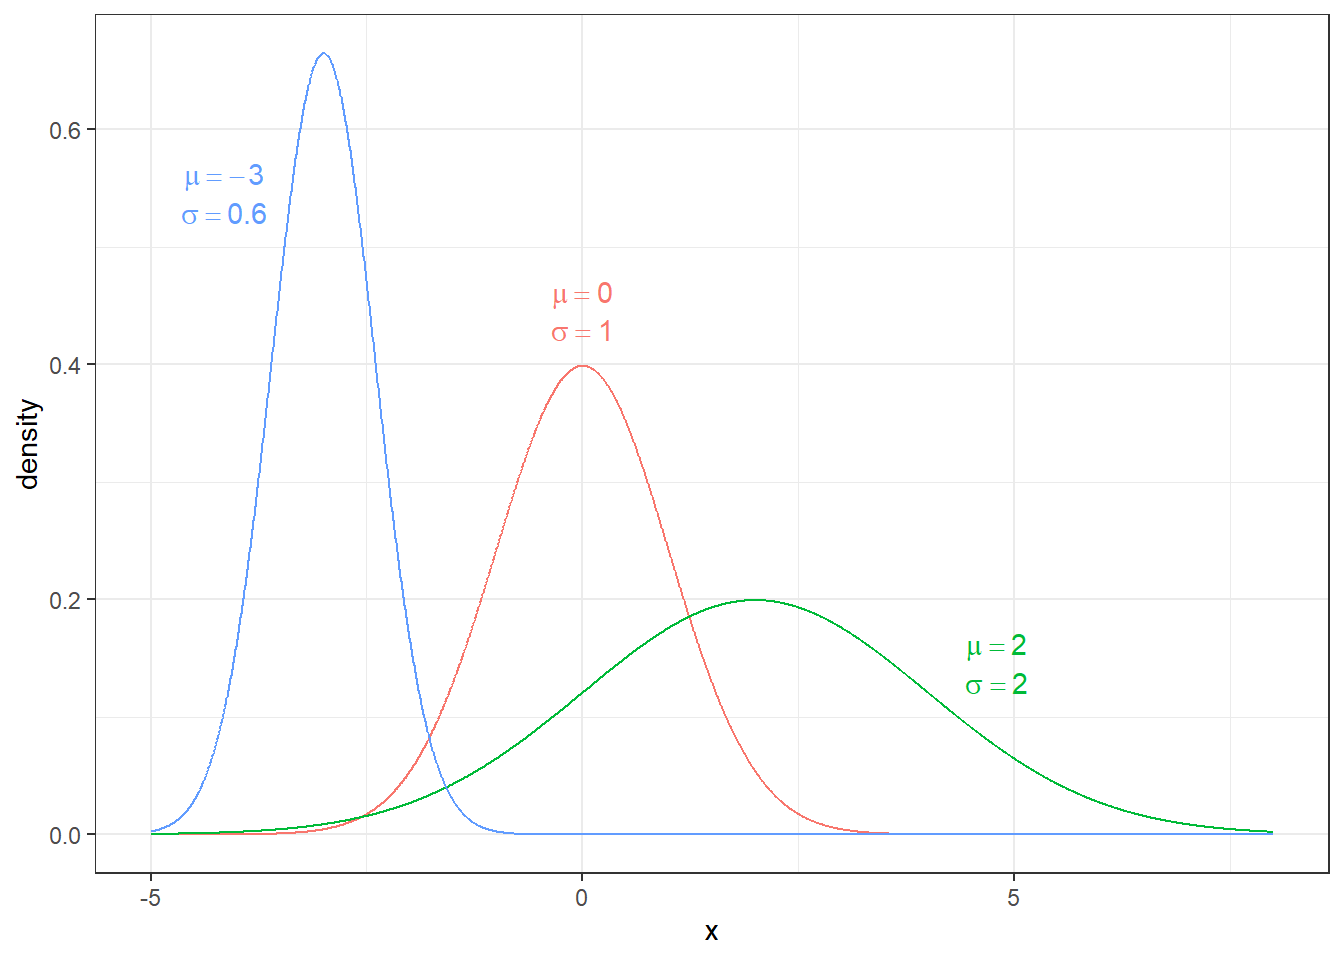 0.6
0.4
0.2
0.0
density
μ = −3
σ = 0.6
μ = 0
σ = 1
μ = 2
σ = 2
-5
0
5
x